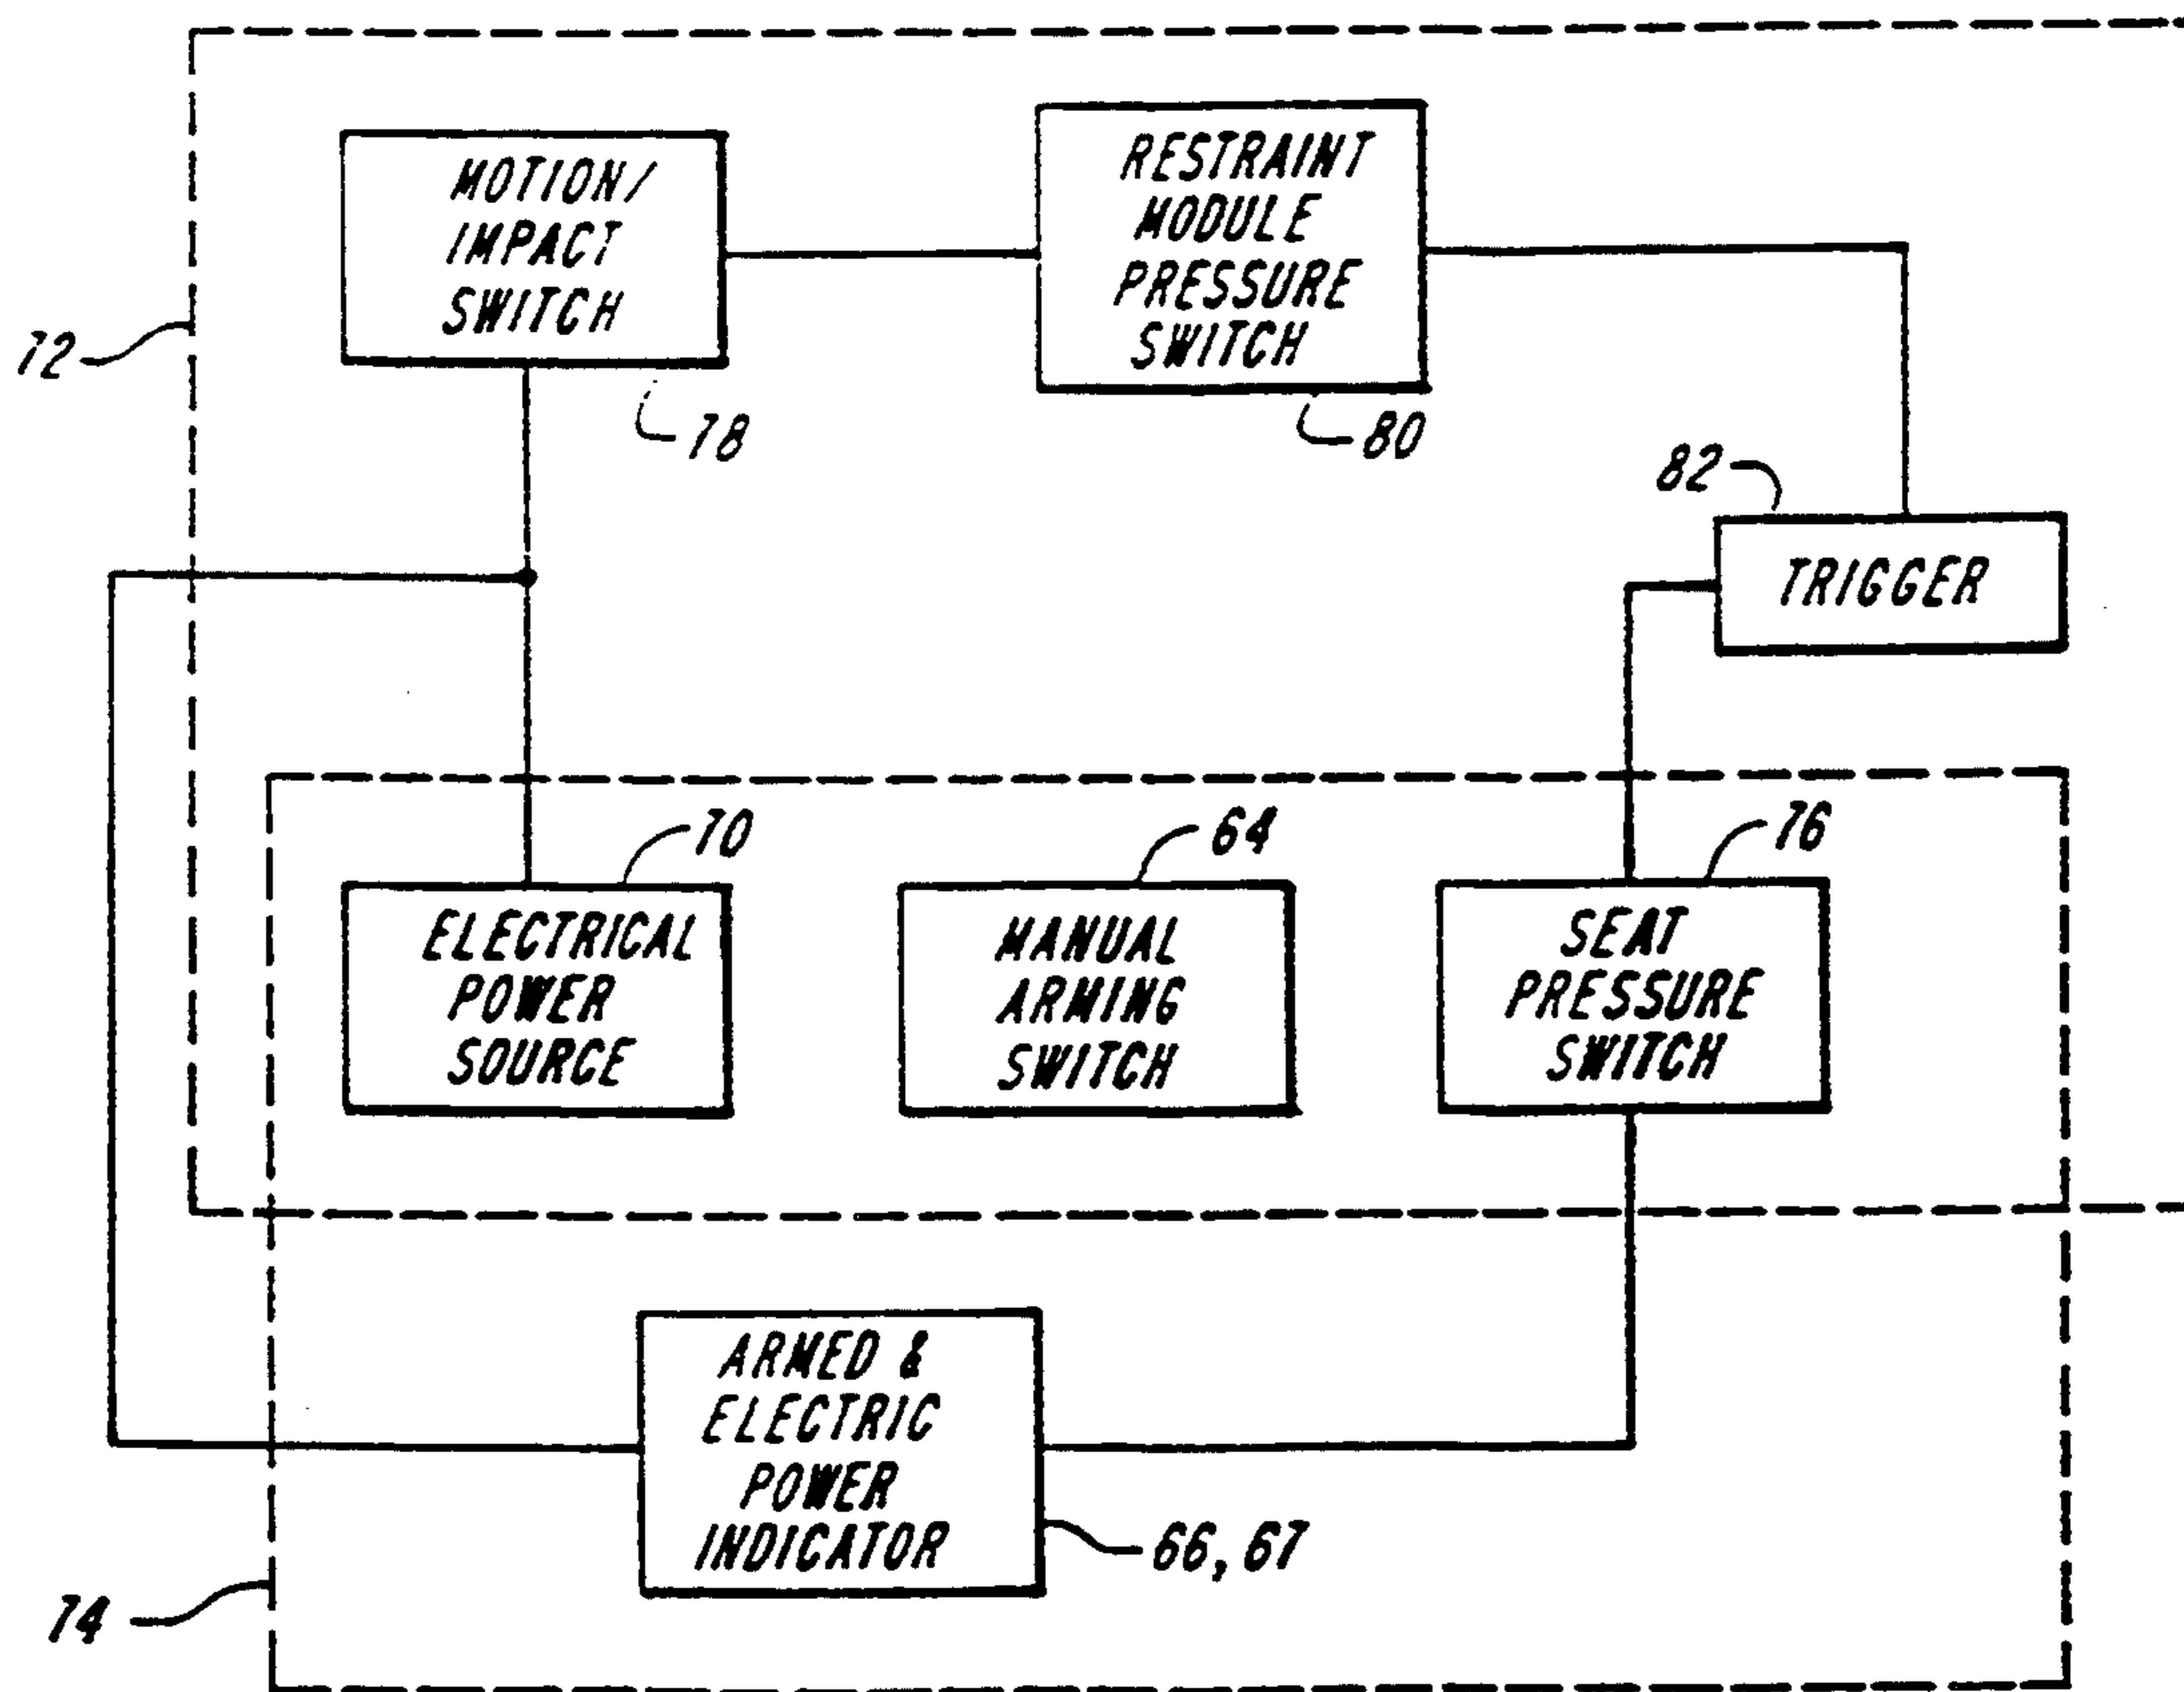 MOTION/
IMPACT
SWITCH
RESTRAINT
MODULE
PRESSURE
SWITCH
72
78
80
82
TRIGGER
70
64
76
ELECTRICAL
POWER
SOURCE
MANUAL
ARMING
SWITCH
SEAT
PRESSURE
SWITCH
ARMED &
ELECTRIC
POWER
INDICATOR
66, 67
74